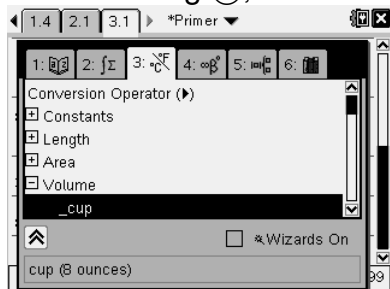 1.4 2.1 3.1 *Primer
1: 2: ∫Σ 3: °C°F 4: ∞β° 5: 6:
Conversion Operator (▶)
Constants
Length
Area
Volume
_cup
Wizards On
cup (8 ounces)
99